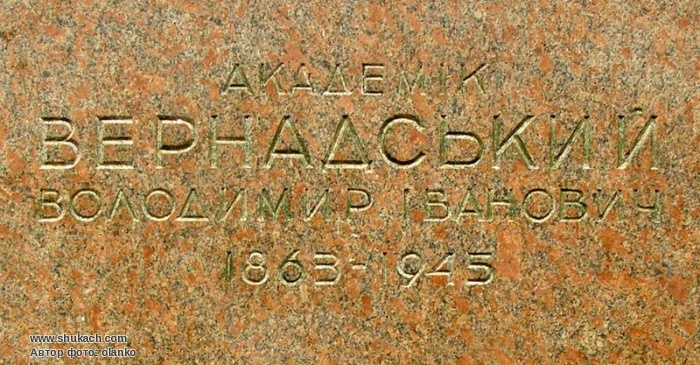 АКАДЕМІК
ВЕРНАДСЬКИЙ
ВОЛОДИМИР ІВАНОВИЧ
1863-1945
www.shukach.com
Автор фото: olanko